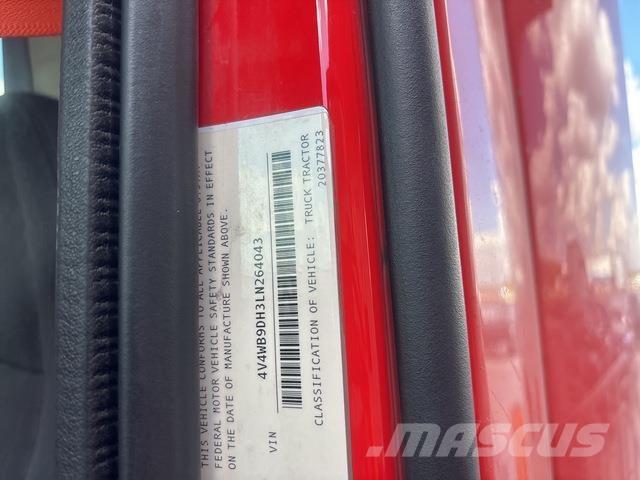 THIS VEHICLE CONFORMS TO ALL APPLICABLE
FEDERAL MOTOR VEHICLE SAFETY STANDARDS IN EFFECT
ON THE DATE OF MANUFACTURE SHOWN ABOVE.
4V4WB9DH3LN264043
VIN
CLASSIFICATION OF VEHICLE: TRUCK TRACTOR
20377823
MASCUS